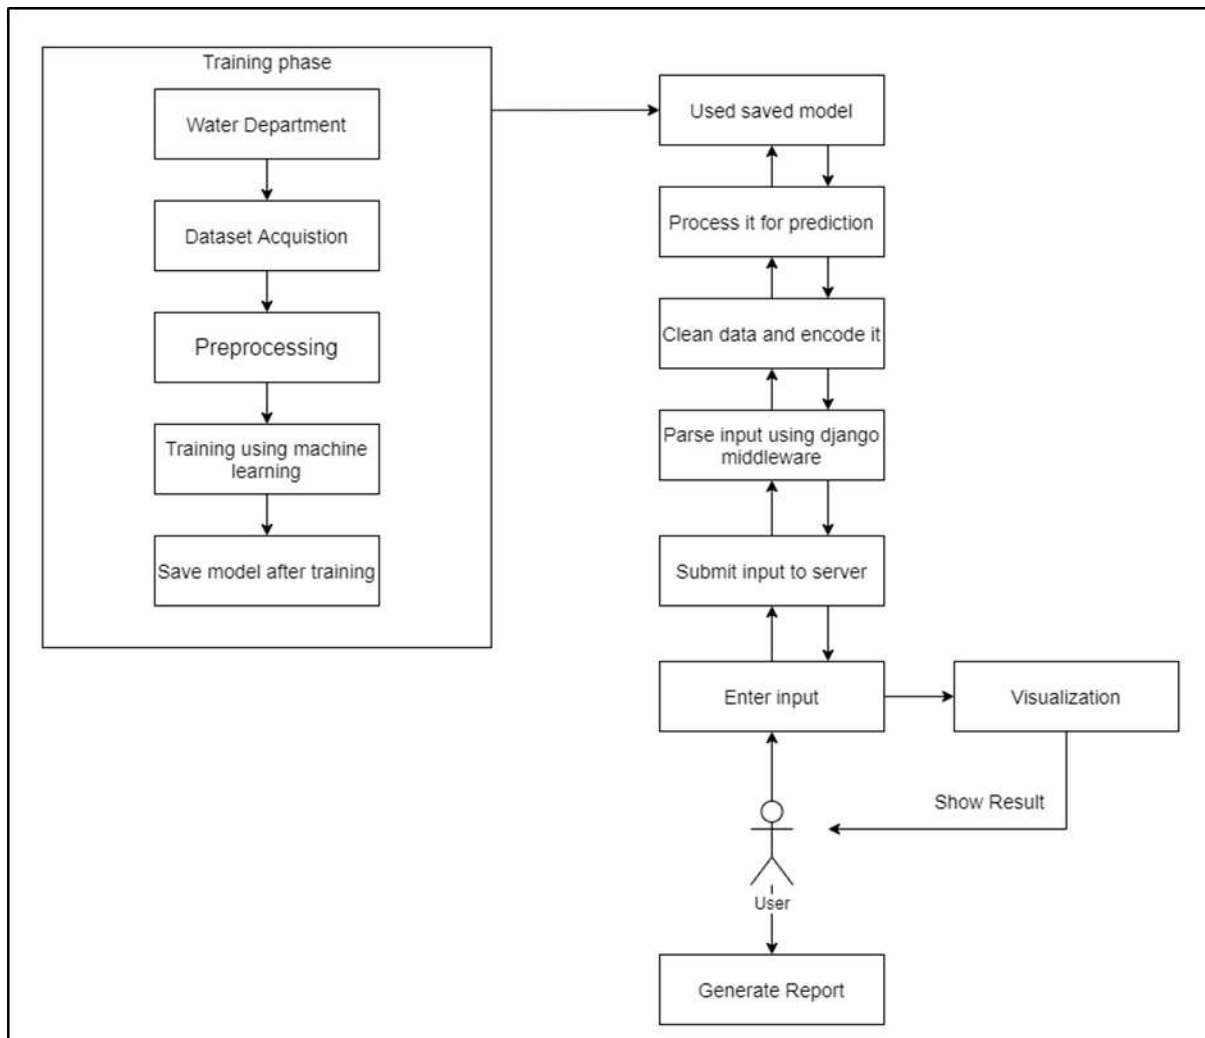 Training phase
Water Department
Dataset Acquistion
Preprocessing
Training using machine
learning
Save model after training
Used saved model
Process it for prediction
Clean data and encode it
Parse input using django
middleware
Submit input to server
Enter input
Visualization
Show Result
User
Generate Report